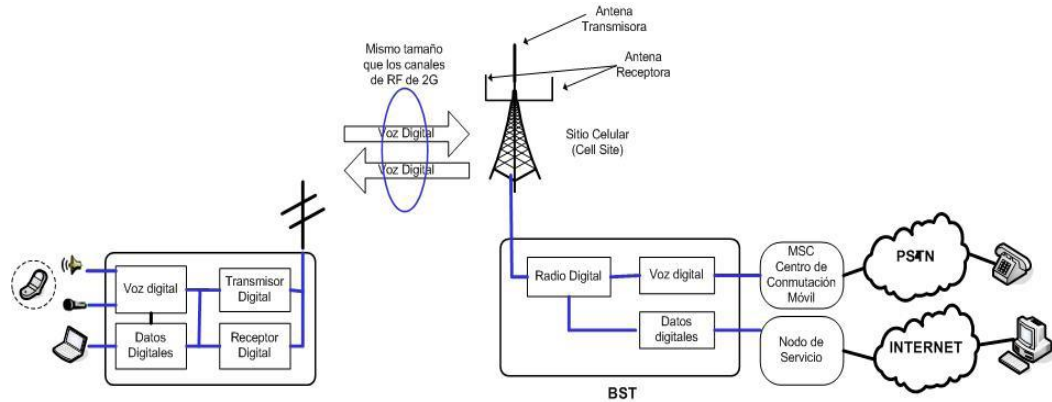 Antena
Transmisora
Mismo tamaño
que los canales
de RF de 2G
Antena
Receptora
Voz Digital
Voz Digital
Sitio Celular
(Cell Site)
Voz digital
Transmisor
Digital
Datos
Digitales
Receptor
Digital
Radio Digital
Voz digital
Datos
digitales
MSC
Centro de
Conmutación
Móvil
PSTN
Nodo de
Servicio
INTERNET
BST